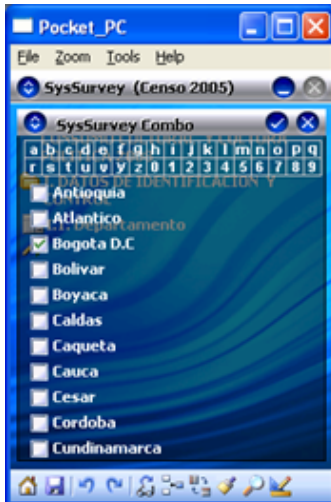 Pocket_PC
File Zoom Tools Help
SysSurvey (Censo 2005)
SysSurvey Combo
a b c d e f g h i j k l m n o p q
r s t u v y z 0 1 2 3 4 5 6 7 8 9
I. DATOS DE IDENTIFICACION Y
Antioquia
CONTROL
Atlantico
1.1. Departamento
Bogota D.C
Bolivar
Boyaca
Caldas
Caqueta
Cauca
Cesar
Cordoba
Cundinamarca